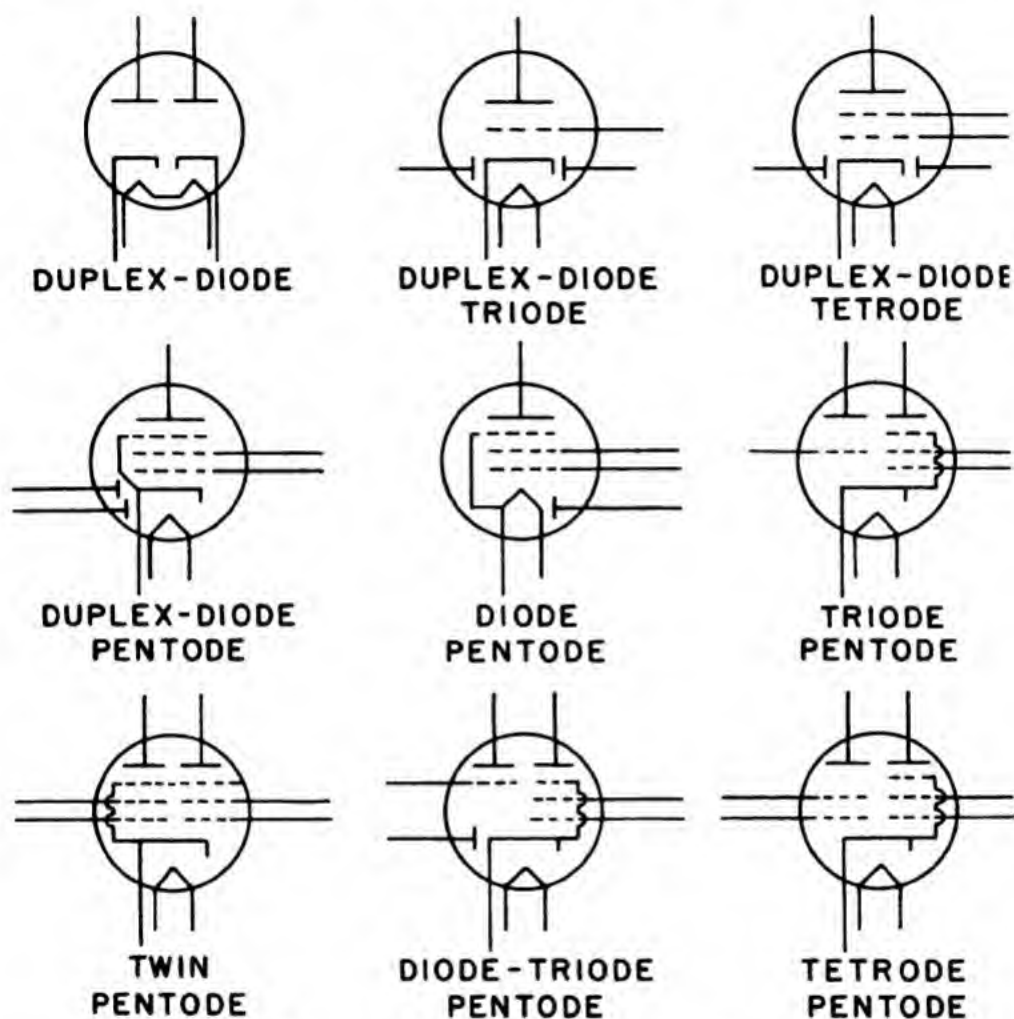 DUPLEX-DIODE
DUPLEX-DIODE
TRIODE
DUPLEX-DIODE
TETRODE
DUPLEX-DIODE
PENTODE
DIODE
PENTODE
TRIODE
PENTODE
TWIN
PENTODE
DIODE-TRIODE
PENTODE
TETRODE
PENTODE